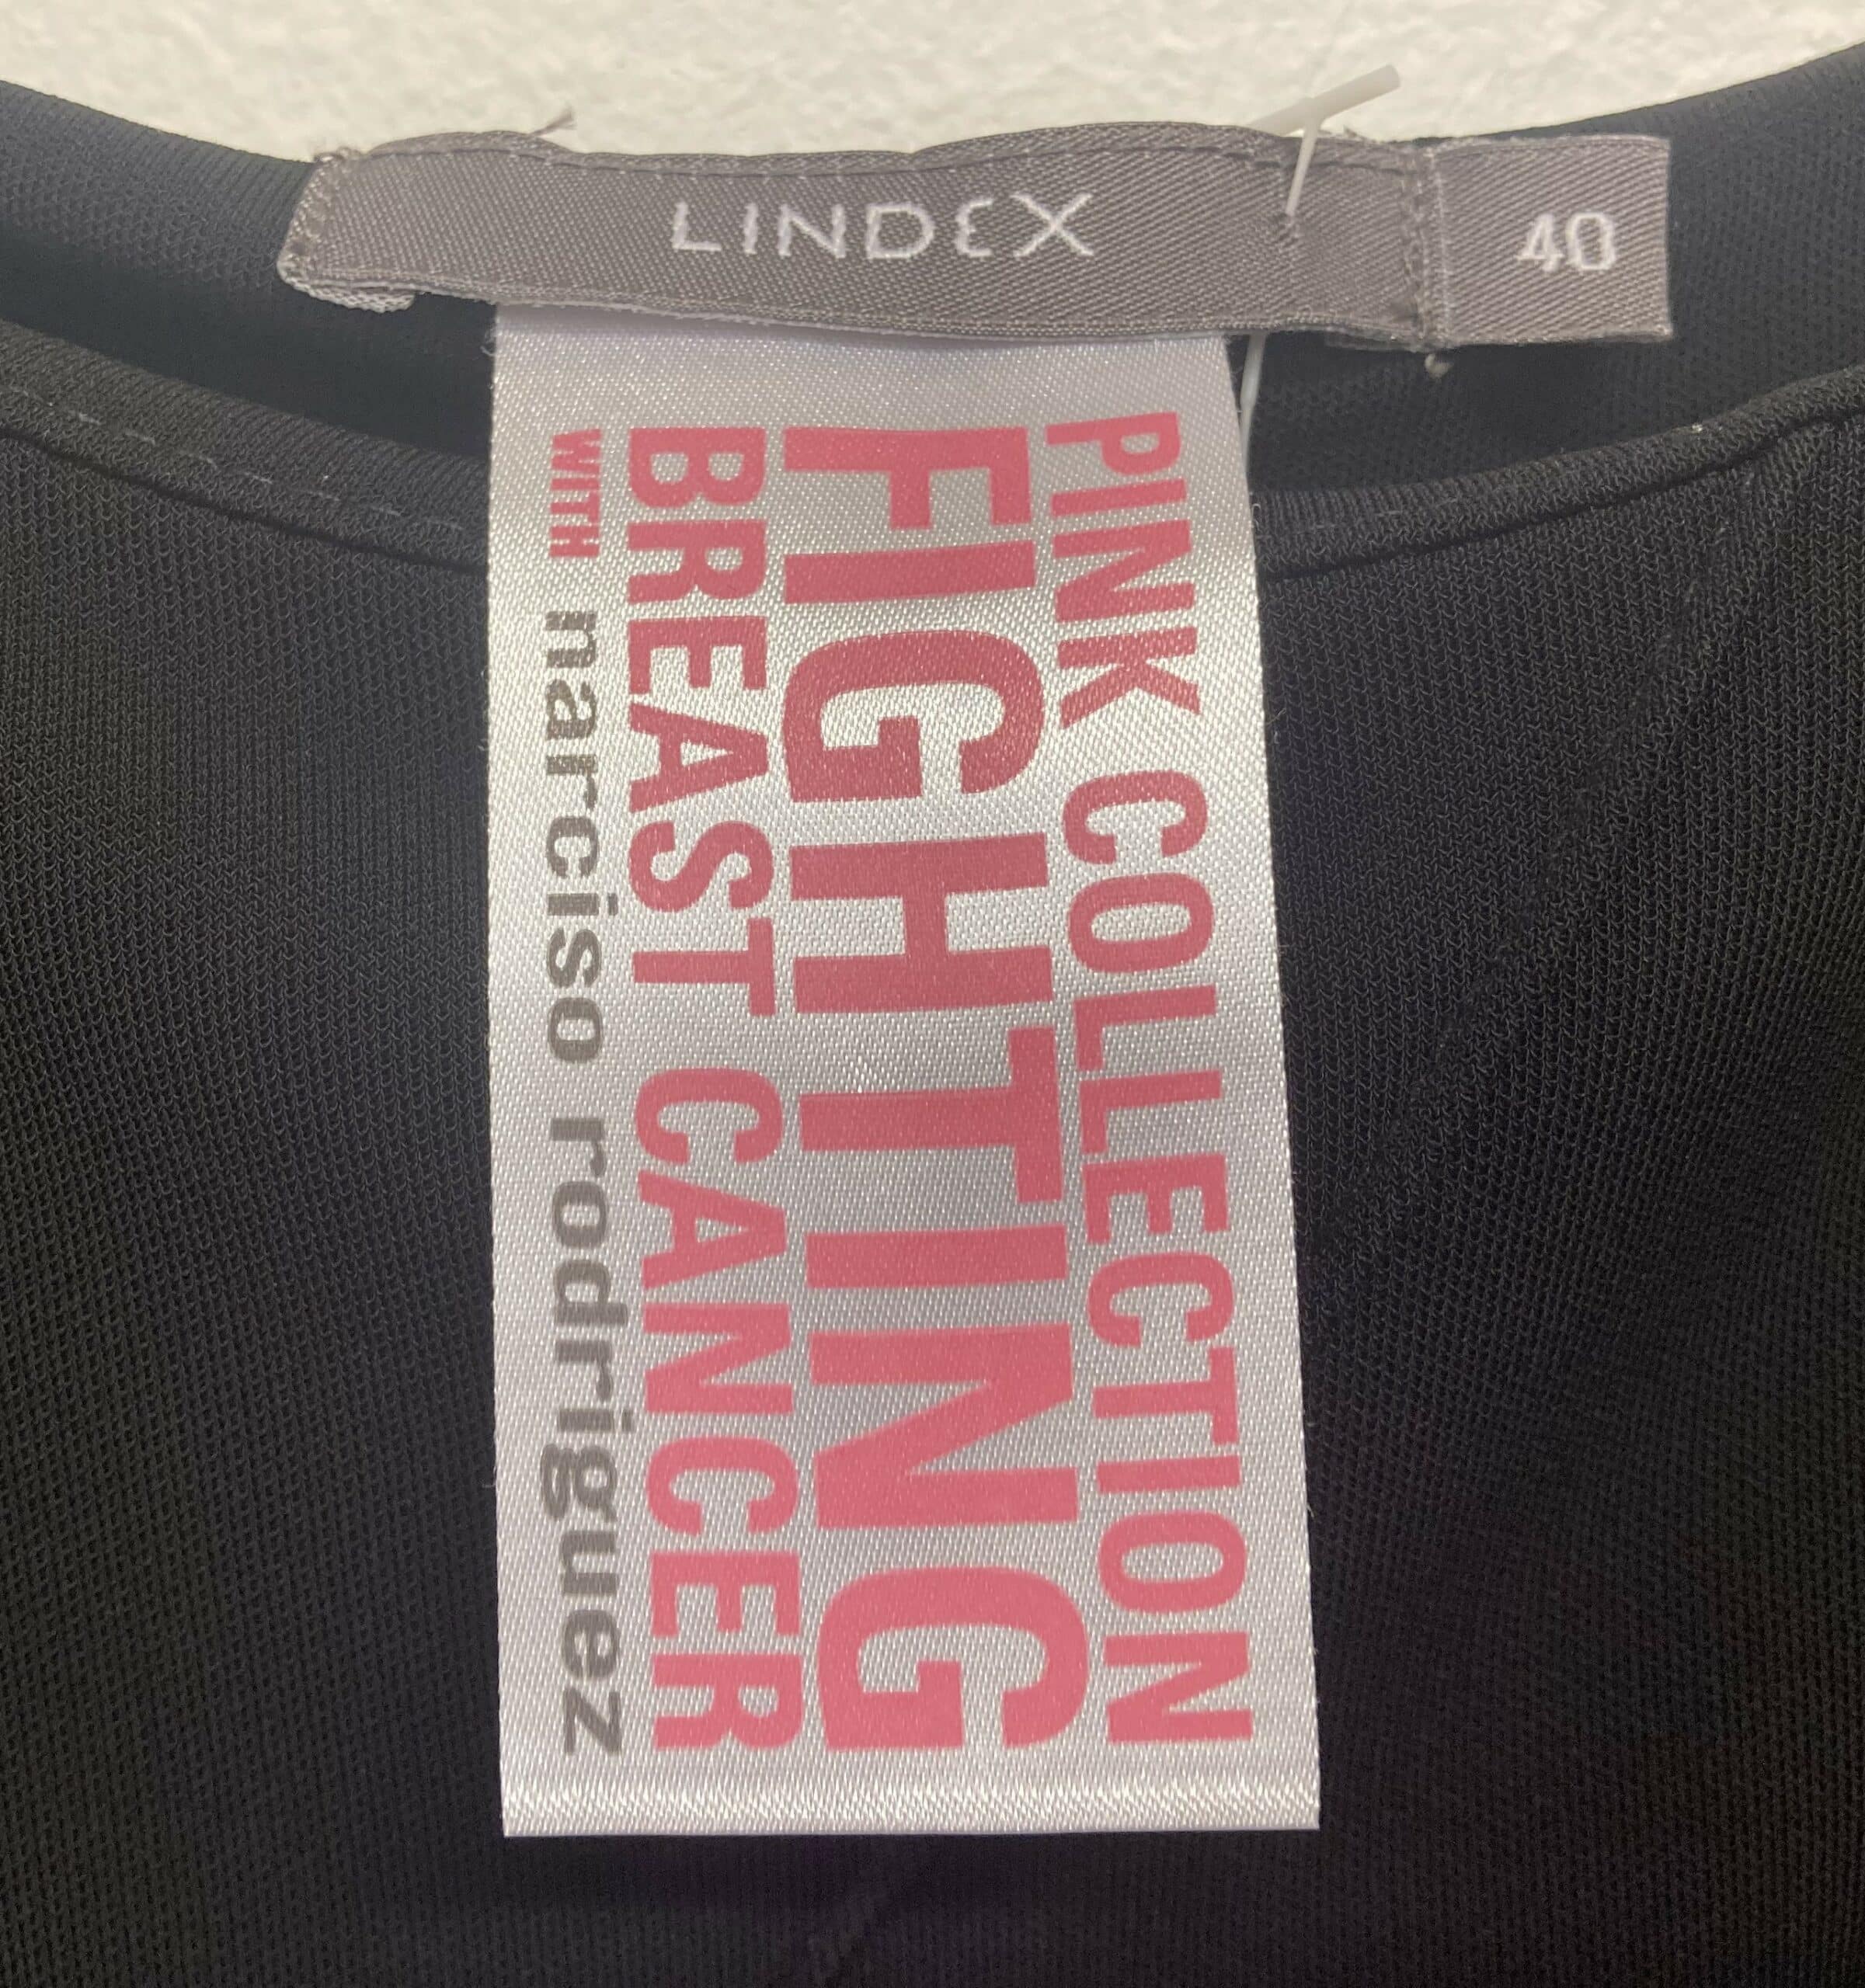 LINDEX
40
PINK COLLECTION
FIGHTING
BREAST CANCER
WITH narciso rodriguez